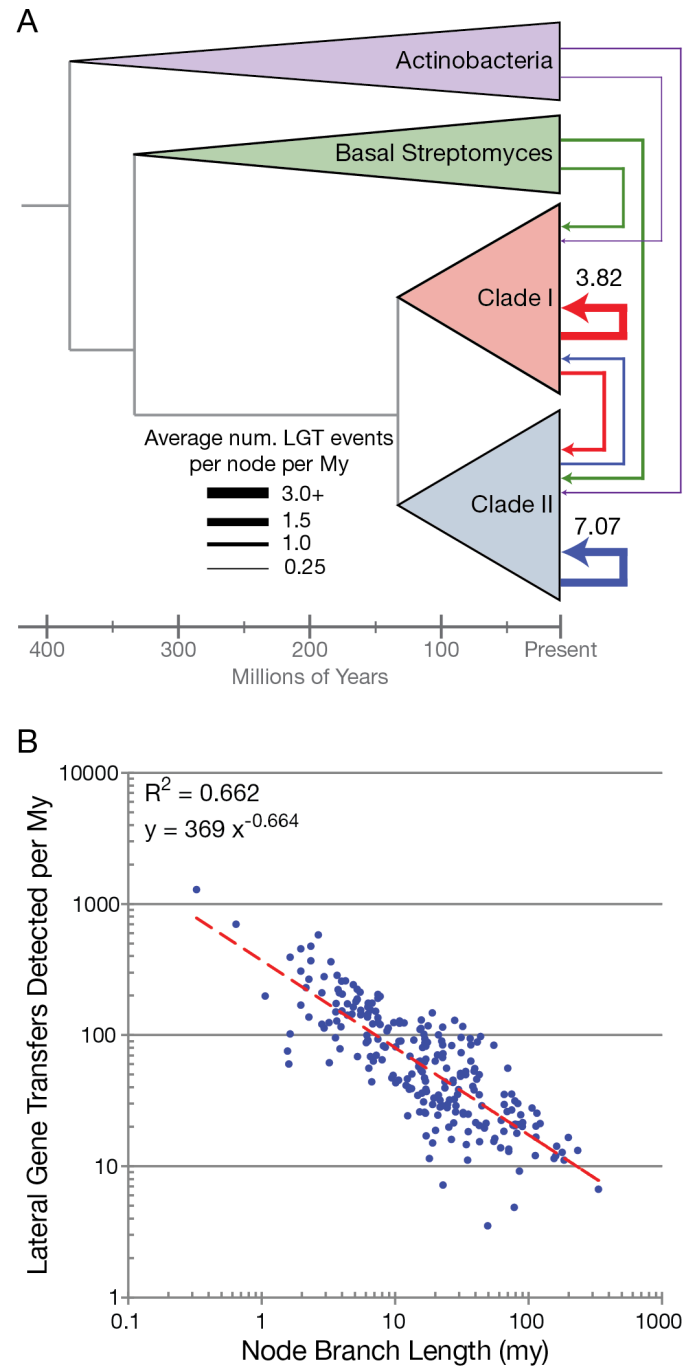 A
Actinobacteria
Basal Streptomyces
Clade I
3.82
Average num. LGT events
per node per My
3.0+
1.5
1.0
0.25
Clade II
7.07
400 300 200 100 Present
Millions of Years
B
Lateral Gene Transfers Detected per My
10000
1000
100
10
1
R² = 0.662
y = 369 x^-0.664
0.1 1 10 100 1000
Node Branch Length (my)